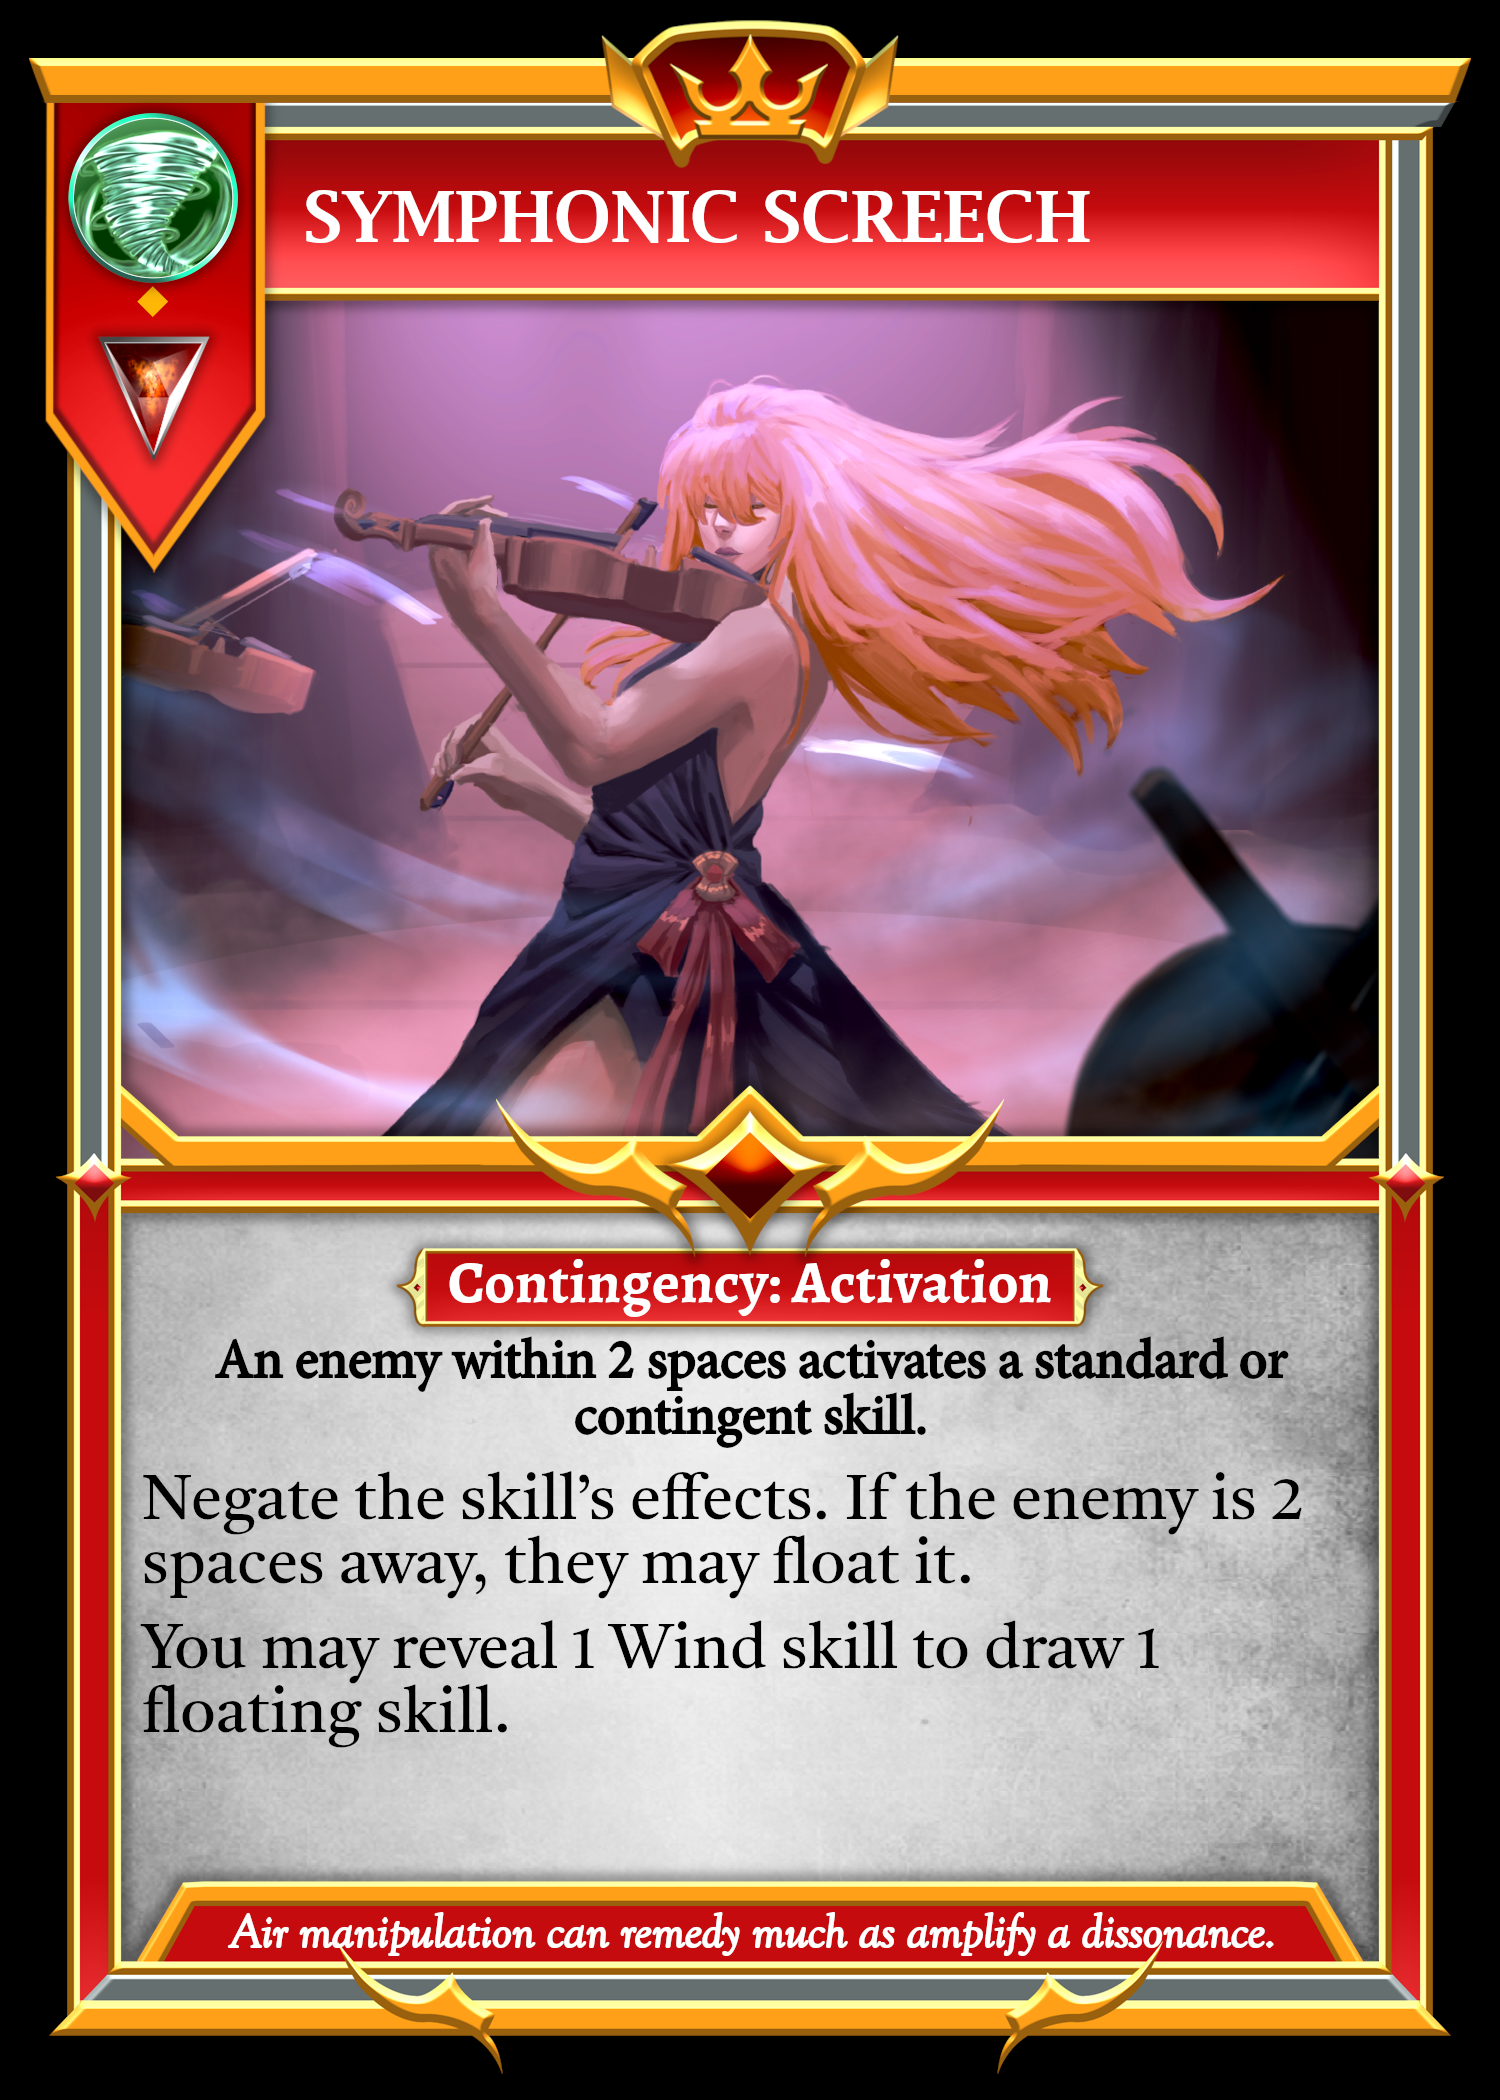 SYMPHONIC SCREECH
Contingency: Activation
An enemy within 2 spaces activates a standard or
contingent skill.
Negate the skill's effects. If the enemy is 2
spaces away, they may float it.
You may reveal 1 Wind skill to draw 1
floating skill.
Air manipulation can remedy much as amplify a dissonance.